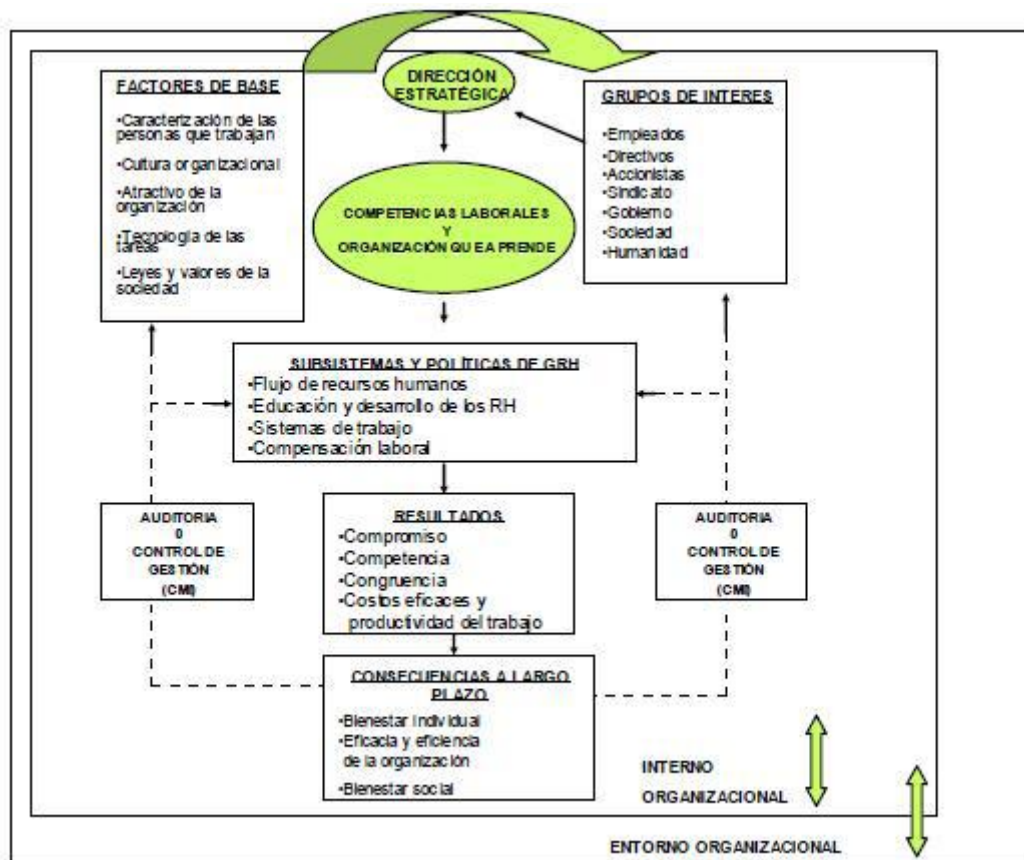 DIRECCIÓN
ESTRATÉGICA
FACTORES DE BASE
•Caracterización de las
personas que trabajan
•Cultura organizacional
•Atractivo de la
organización
•Tecnología de las
tareas
•Leyes y valores de la
sociedad
GRUPOS DE INTERES
•Empleados
•Directivos
•Accionistas
•Sindicato
•Gobierno
•Sociedad
•Humanidad
COMPETENCIAS LABORALES
Y
ORGANIZACIÓN QUE APRENDE
SUBSISTEMAS Y POLÍTICAS DE GRH
•Flujo de recursos humanos
•Educación y desarrollo de los RH
•Sistemas de trabajo
•Compensación laboral
AUDITORIA
0
CONTROL DE
GESTIÓN
(CMI)
RESULTADOS
•Compromiso
•Competencia
•Congruencia
•Costos eficaces y
productividad del trabajo
AUDITORIA
0
CONTROL DE
GESTIÓN
(CMI)
CONSECUENCIAS A LARGO
PLAZO
•Bienestar individual
•Eficacia y eficiencia
de la organización
•Bienestar social
INTERNO
ORGANIZACIONAL
ENTORNO ORGANIZACIONAL